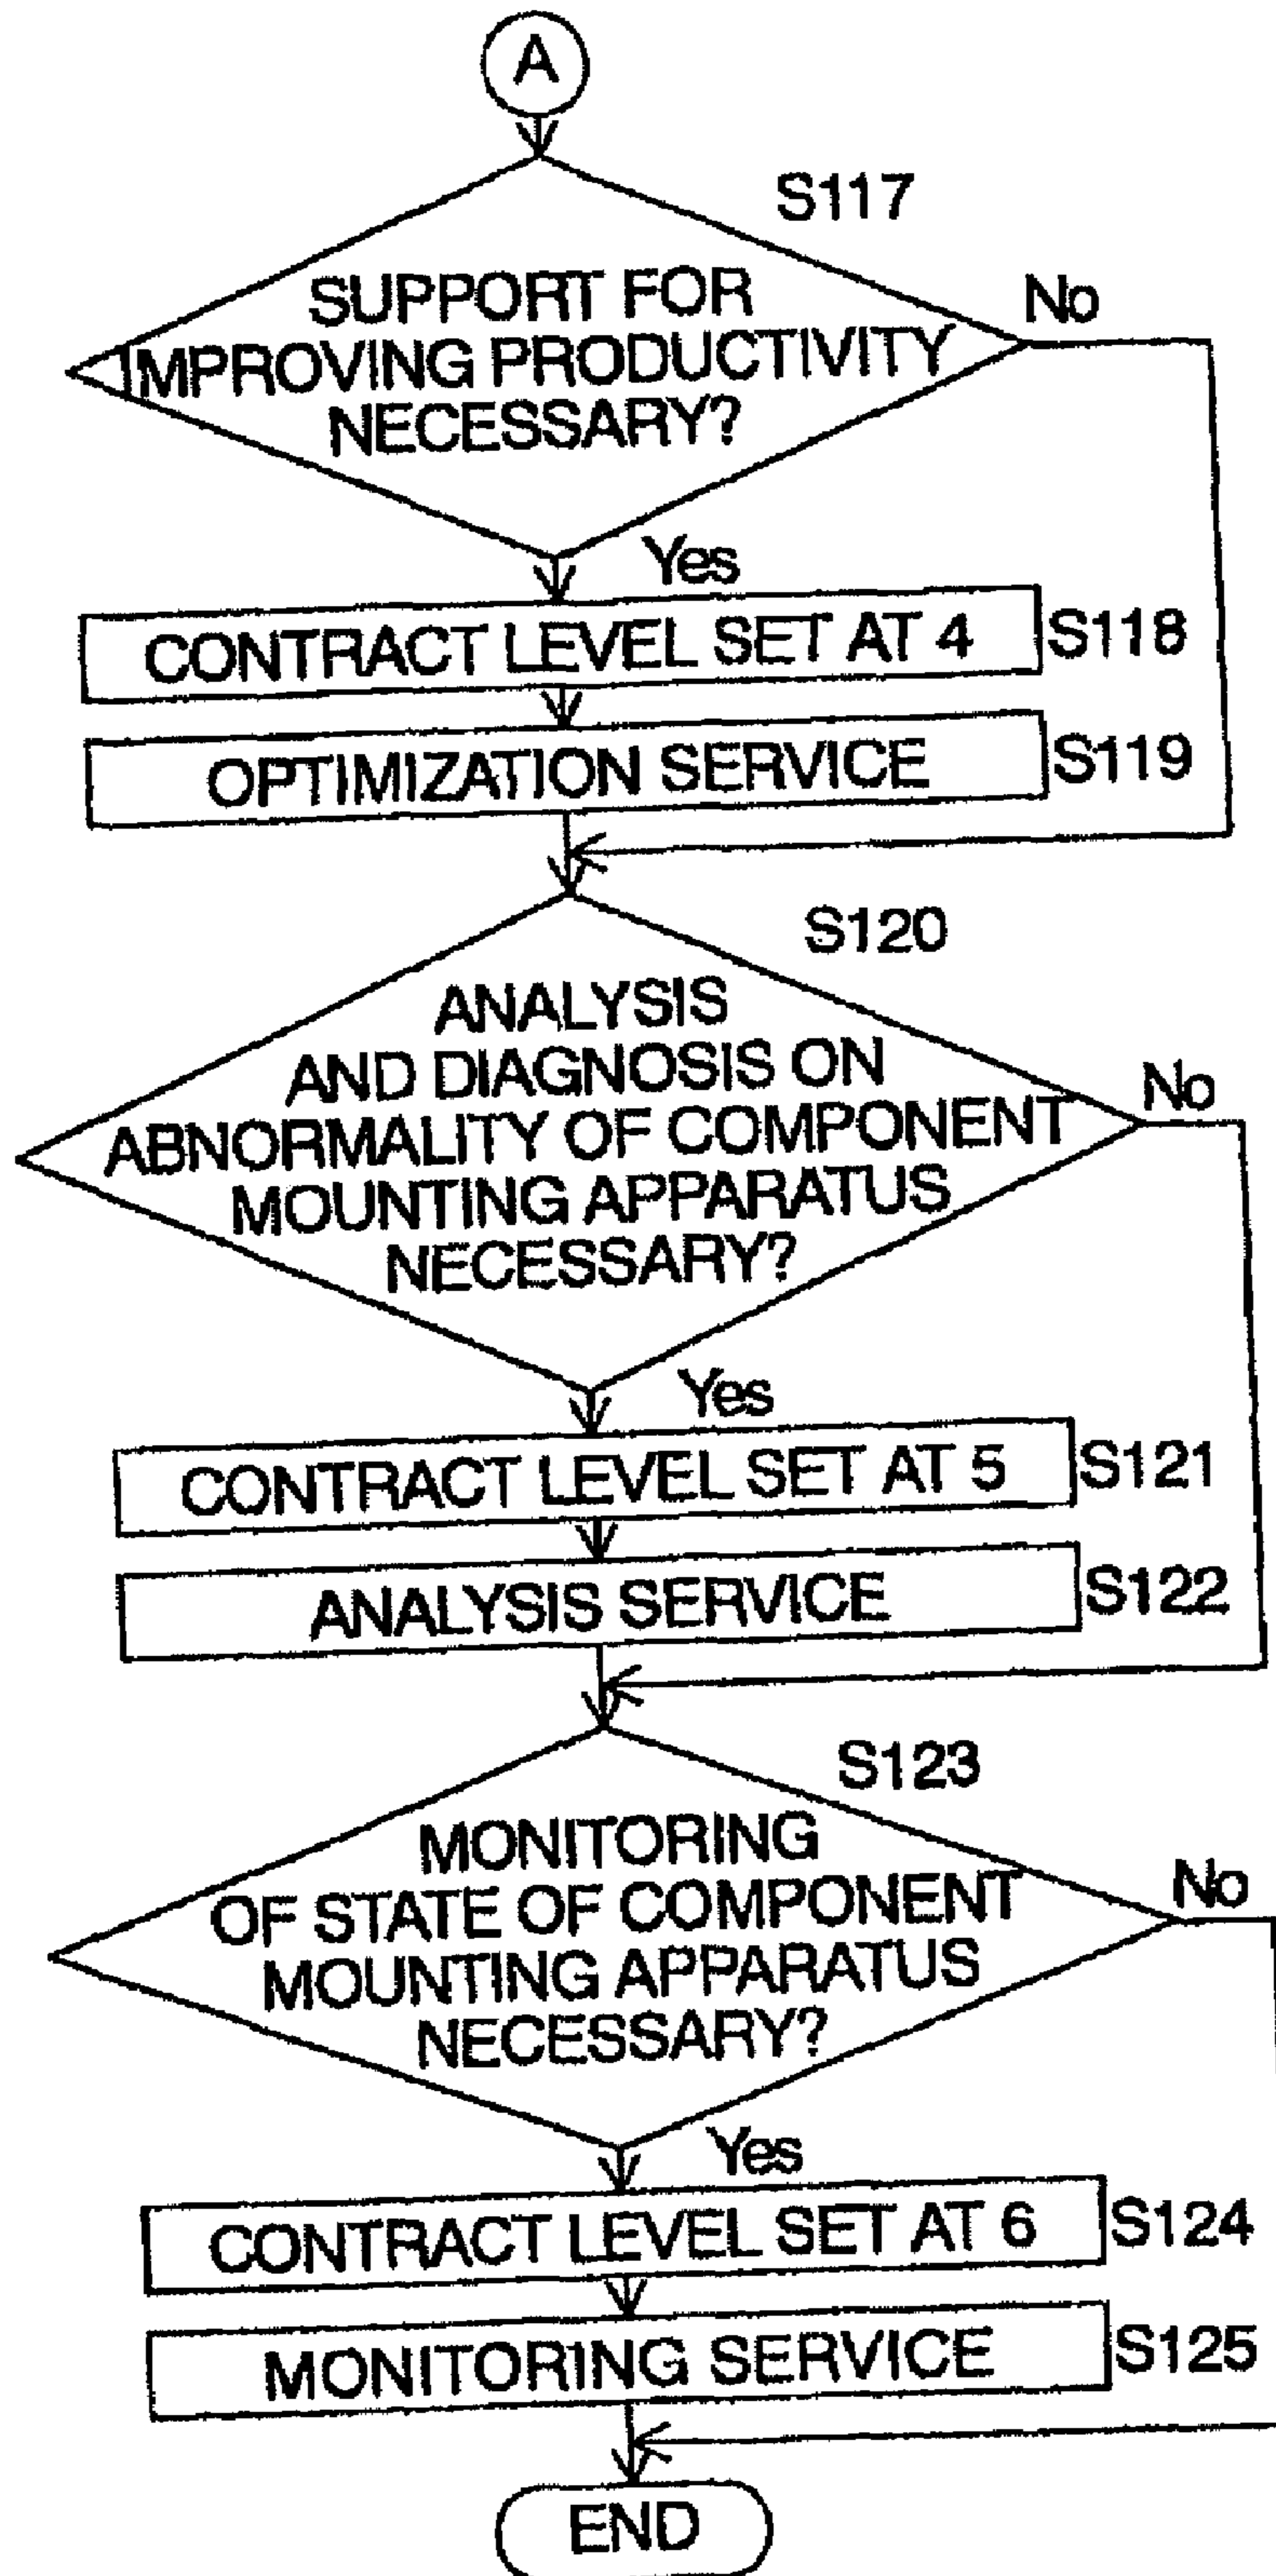 A
S117
SUPPORT FOR
IMPROVING PRODUCTIVITY
NECESSARY?
No
Yes
CONTRACT LEVEL SET AT 4
S118
OPTIMIZATION SERVICE
S119
S120
ANALYSIS
AND DIAGNOSIS ON
ABNORMALITY OF COMPONENT
MOUNTING APPARATUS
NECESSARY?
No
Yes
CONTRACT LEVEL SET AT 5
S121
ANALYSIS SERVICE
S122
S123
MONITORING
OF STATE OF COMPONENT
MOUNTING APPARATUS
NECESSARY?
No
Yes
CONTRACT LEVEL SET AT 6
S124
MONITORING SERVICE
S125
END